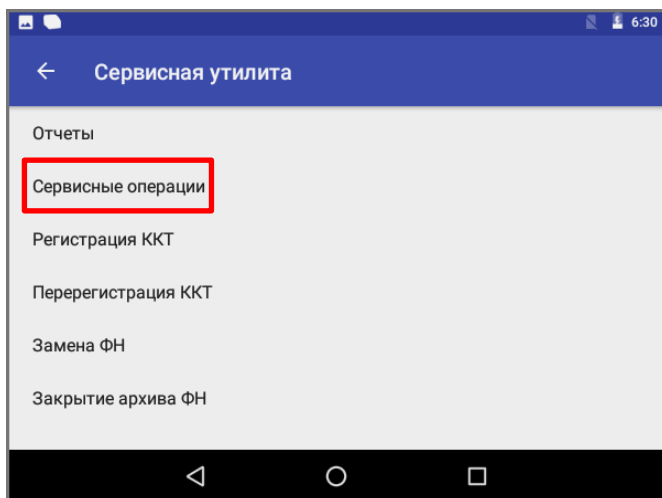 6:30
Сервисная утилита
Отчеты
Сервисные операции
Регистрация ККТ
Перерегистрация ККТ
Замена ФН
Закрытие архива ФН